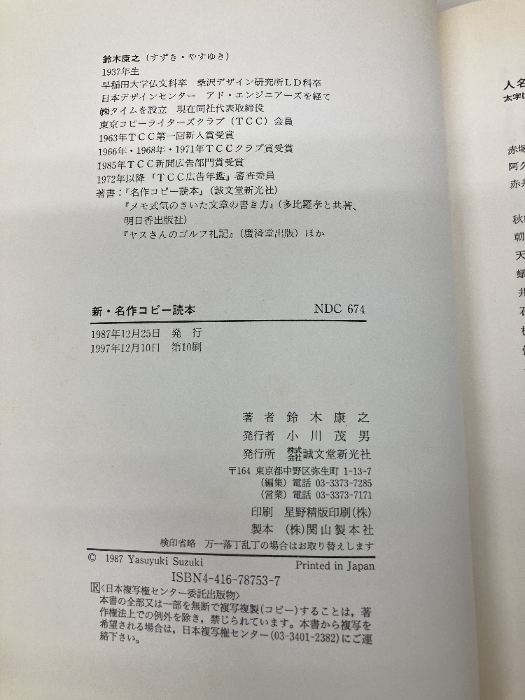 鈴木康之(すずき・やすゆき)
1937年生
早稲田大学仏文科卒 桑沢デザイン研究所LD科卒
日本デザインセンター アド・エンジニアーズを経て
㈱タイムを設立 現在同社代表取締役
東京コピーライターズクラブ(TCC)会員
1963年TCC第一回新人賞受賞
1966年・1968年・1971年TCCクラブ賞受賞
1985年TCC新聞広告部門賞受賞
1972年以降「TCC広告年鑑」審査委員
著書:『名作コピー読本』(誠文堂新光社)
『メモ式気のきいた文章の書き方』(多比羅孝と共著、
明日香出版社)
『ヤスさんのゴルフ礼記』(廣済堂出版)ほか
新・名作コピー読本 NDC 674
1987年12月25日 発 行
1997年12月10日 第10刷
著 者 鈴 木 康 之
発行者 小 川 茂 男
発行所 株式会社 誠文堂新光社
〒164 東京都中野区弥生町 1-13-7
(編集) 電話 03-3373-7285
(営業) 電話 03-3373-7171
印刷 星野精版印刷(株)
製本 (株)関山製本社
検印省略 万一落丁乱丁の場合はお取り替えします
© 1987 Yasuyuki Suzuki Printed in Japan
ISBN4-416-78753-7
🄁<日本複写権センター委託出版物>
本書の全部又は一部を無断で複写複製(コピー)することは，著
作権法上での例外を除き，禁じられています。本書から複写を
希望される場合は，日本複写権センター(03-3401-2382)にご連
絡下さい。
人名
太字
赤塚
阿久
赤井
秋
朝
天
井
石